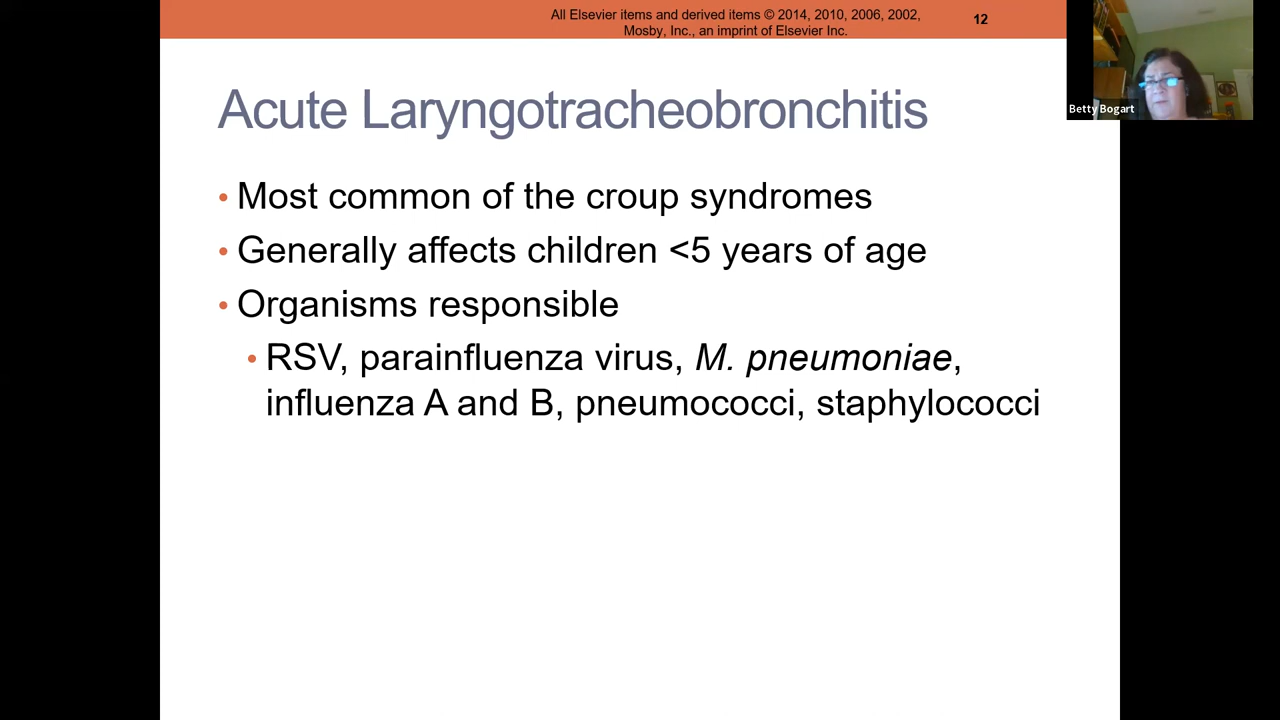 All Elsevier items and derived items © 2014, 2010, 2006, 2002,
Mosby, Inc., an imprint of Elsevier Inc.
12
Betty Bogart
Acute Laryngotracheobronchitis
• Most common of the croup syndromes
• Generally affects children <5 years of age
• Organisms responsible
• RSV, parainfluenza virus, M. pneumoniae,
influenza A and B, pneumococci, staphylococci